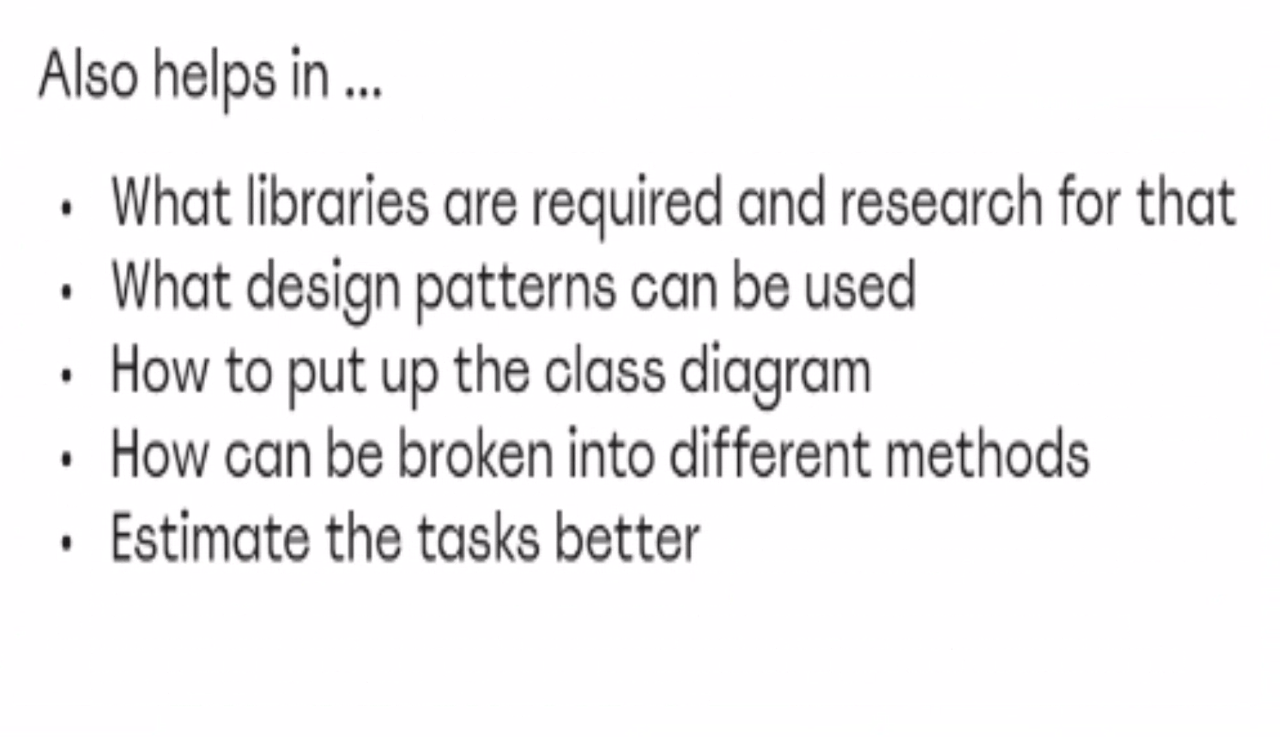 Also helps in ...
• What libraries are required and research for that
• What design patterns can be used
• How to put up the class diagram
• How can be broken into different methods
• Estimate the tasks better